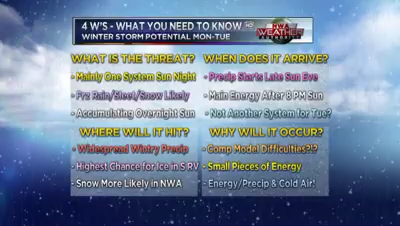 4 W'S - WHAT YOU NEED TO KNOW
WINTER STORM POTENTIAL MON-TUE
NWA
WEATHER
AUTHORITY
WHAT IS THE THREAT?
- Mainly One System Sun Night
- Frz Rain/Sleet/Snow Likely
- Accumulating Overnight Sun
WHEN DOES IT ARRIVE?
- Precip Starts Late Sun Eve
- Main Energy After 8 PM Sun
- Not Another System for Tue?
WHERE WILL IT HIT?
- Widespread Wintry Precip
- Highest Chance for Ice in S RV
- Snow More Likely in NWA
WHY WILL IT OCCUR?
- Comp Model Difficulties?!?
- Small Pieces of Energy
- Energy/Precip & Cold Air!